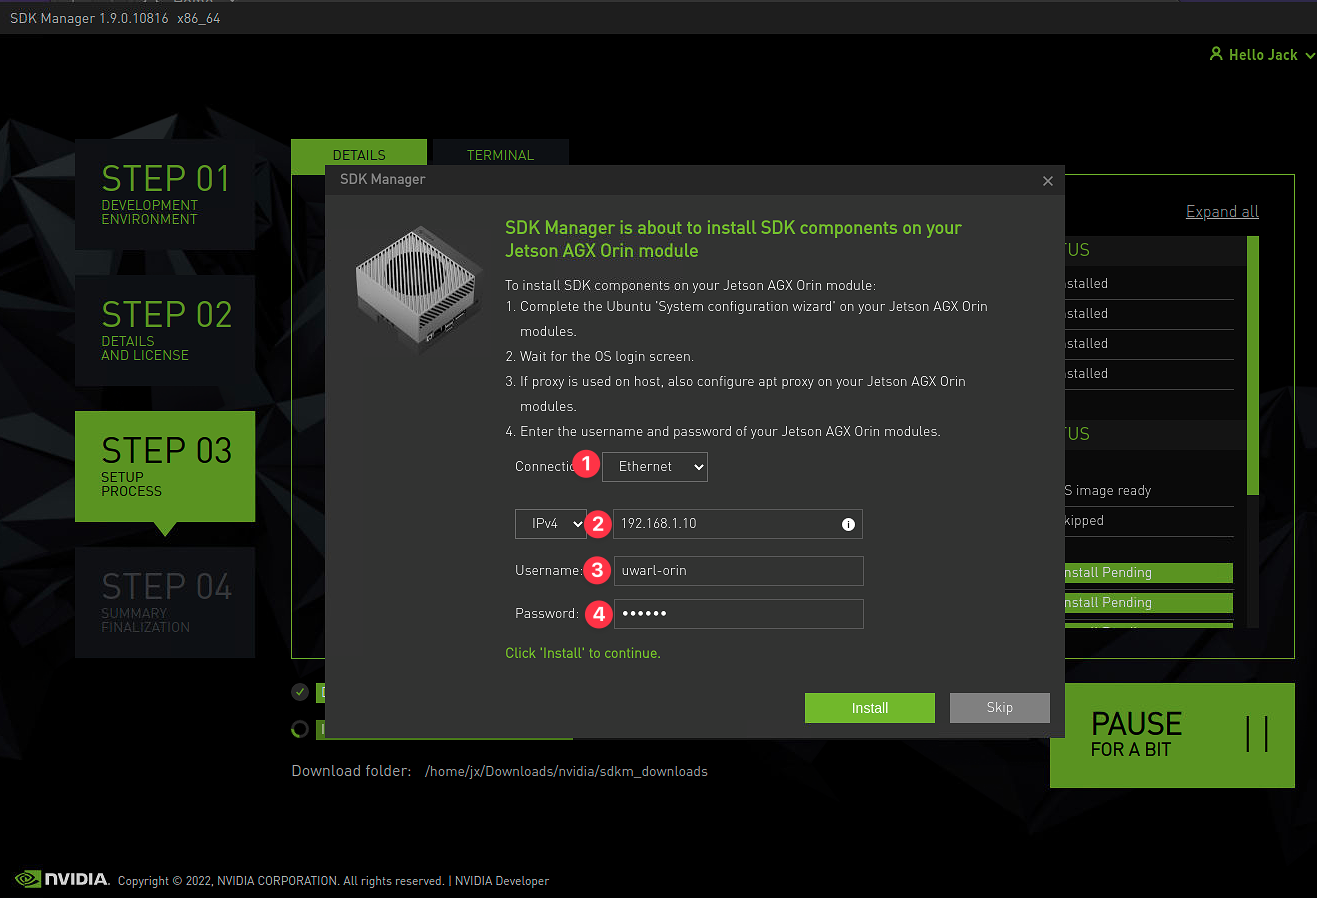 SDK Manager 1.9.0.10816 x86_64
Hello Jack
STEP 01
DEVELOPMENT
ENVIRONMENT
STEP 02
DETAILS
AND LICENSE
STEP 03
SETUP
PROCESS
STEP 04
SUMMARY
FINALIZATION
DETAILS
TERMINAL
Expand all
SDK Manager
SDK Manager is about to install SDK components on your
Jetson AGX Orin module
To install SDK components on your Jetson AGX Orin module:
1. Complete the Ubuntu 'System configuration wizard' on your Jetson AGX Orin
modules.
2. Wait for the OS login screen.
3. If proxy is used on host, also configure apt proxy on your Jetson AGX Orin
modules.
4. Enter the username and password of your Jetson AGX Orin modules.
Connectio 1 Ethernet
IPv4 2 192.168.1.10
Username: 3 uwarl-orin
Password: 4 ••••••
Click 'Install' to continue.
Install
Skip
TUS
nstalled
nstalled
nstalled
nstalled
TUS
S image ready
kipped
nstall Pending
nstall Pending
PAUSE
FOR A BIT
Download folder: /home/jx/Downloads/nvidia/sdkm_downloads
NVIDIA. Copyright © 2022, NVIDIA CORPORATION. All rights reserved. | NVIDIA Developer